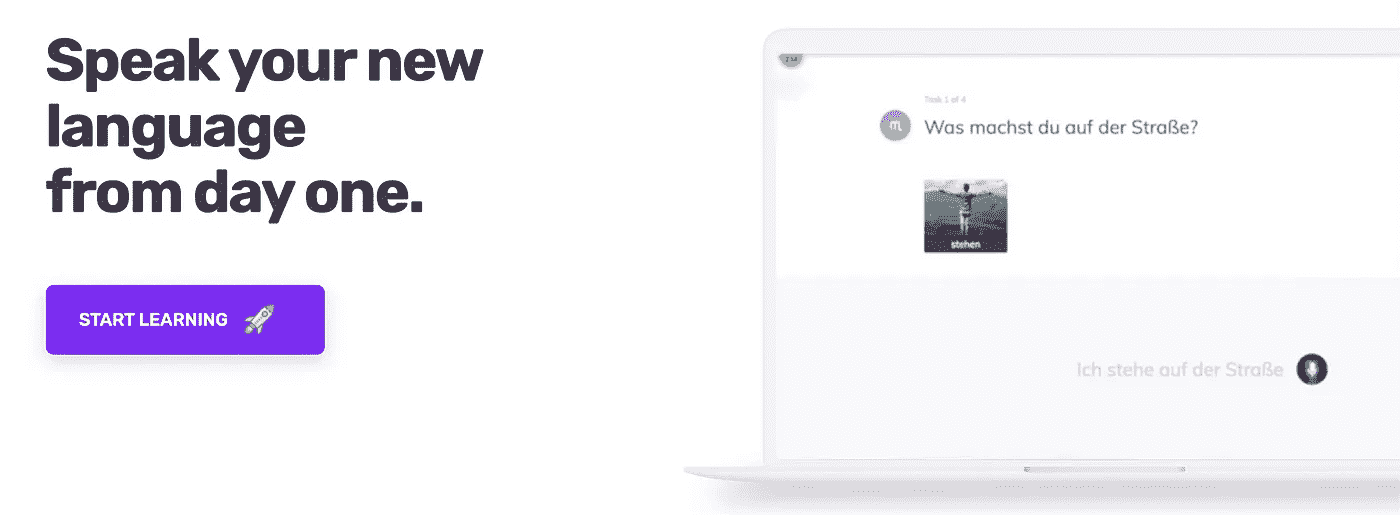 Speak your new
language
from day one.
START LEARNING
Task 1 of 4
m
Was machst du auf der Straße?
stehen
Ich stehe auf der Straße